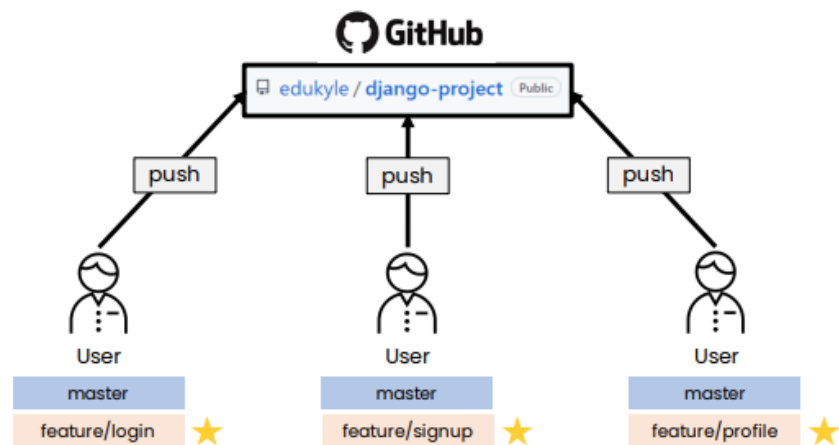 GitHub
edukyle / django-project Public
push
push
push
User
User
User
master
master
master
feature/login
feature/signup
feature/profile